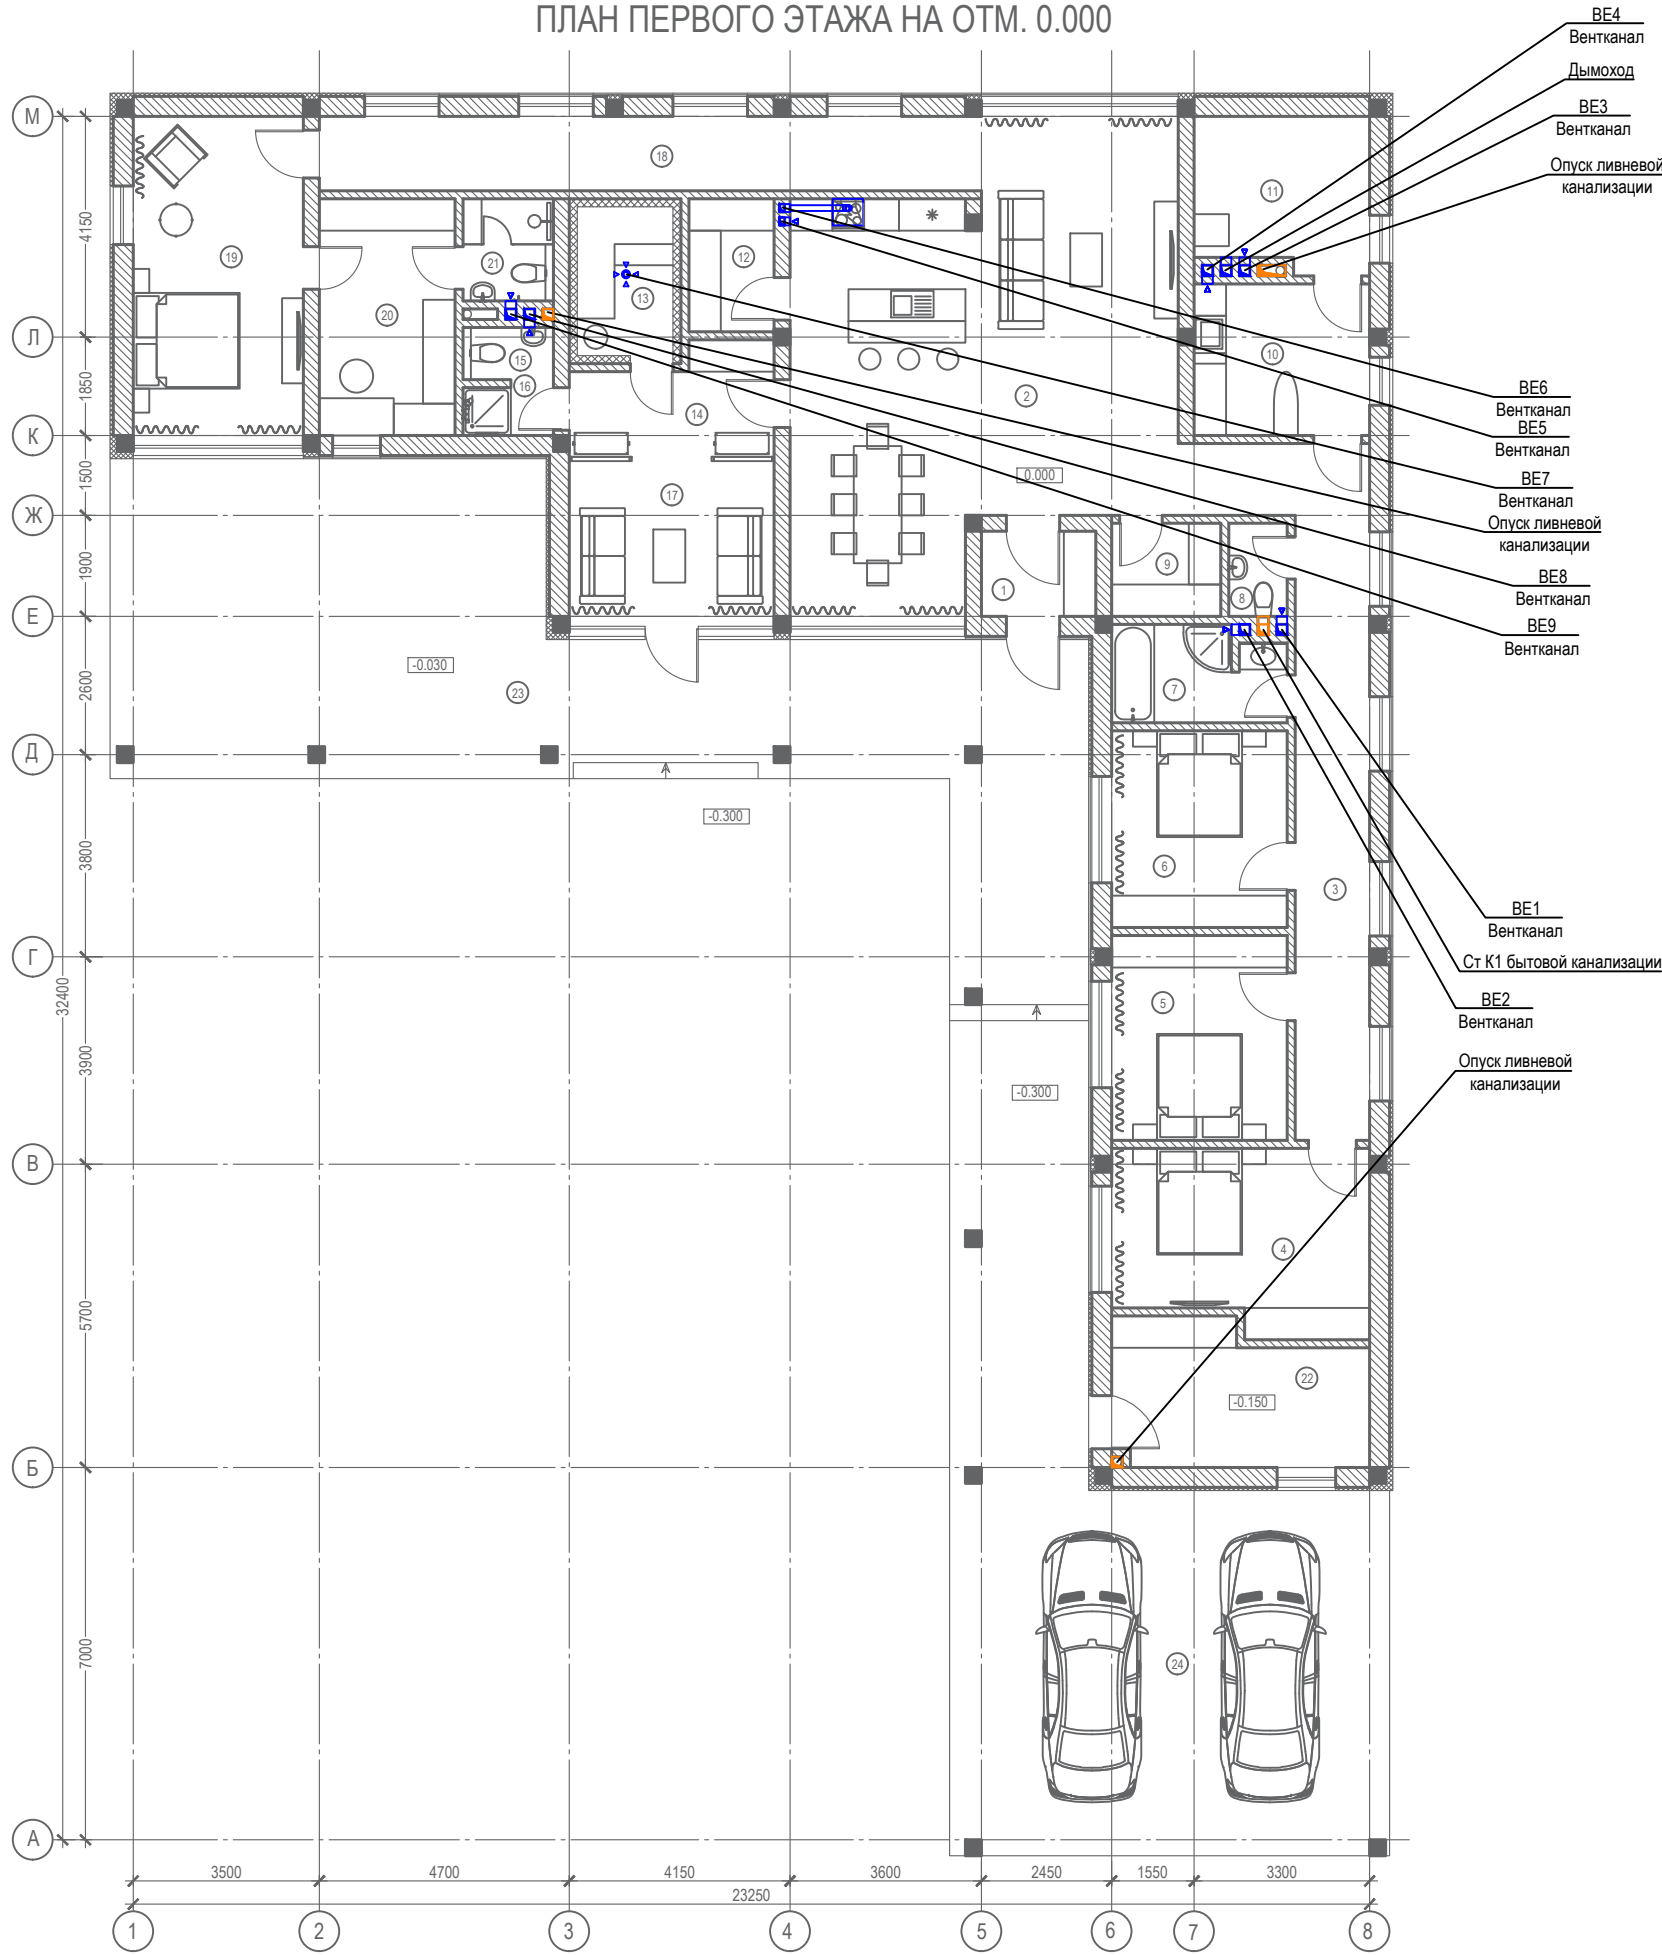 ПЛАН ПЕРВОГО ЭТАЖА НА ОТМ. 0.000
ВЕ4
Вентканал
Дымоход
ВЕ3
Вентканал
Опуск ливневой
канализации
М
Л
К
Ж
Е
Д
Г
В
Б
А
4150
1850
1500
1900
2600
3800
3900
5700
7000
32400
18
11
19
21
12
13
20
15
10
16
14
2
17
0.000
9
1
8
-0.030
23
7
-0.300
6
3
5
-0.300
4
22
-0.150
24
ВЕ6
Вентканал
ВЕ5
Вентканал
ВЕ7
Вентканал
Опуск ливневой
канализации
ВЕ8
Вентканал
ВЕ9
Вентканал
ВЕ1
Вентканал
Ст К1 бытовой канализации
ВЕ2
Вентканал
Опуск ливневой
канализации
3500
4700
4150
3600
2450
1550
3300
23250
1
2
3
4
5
6
7
8